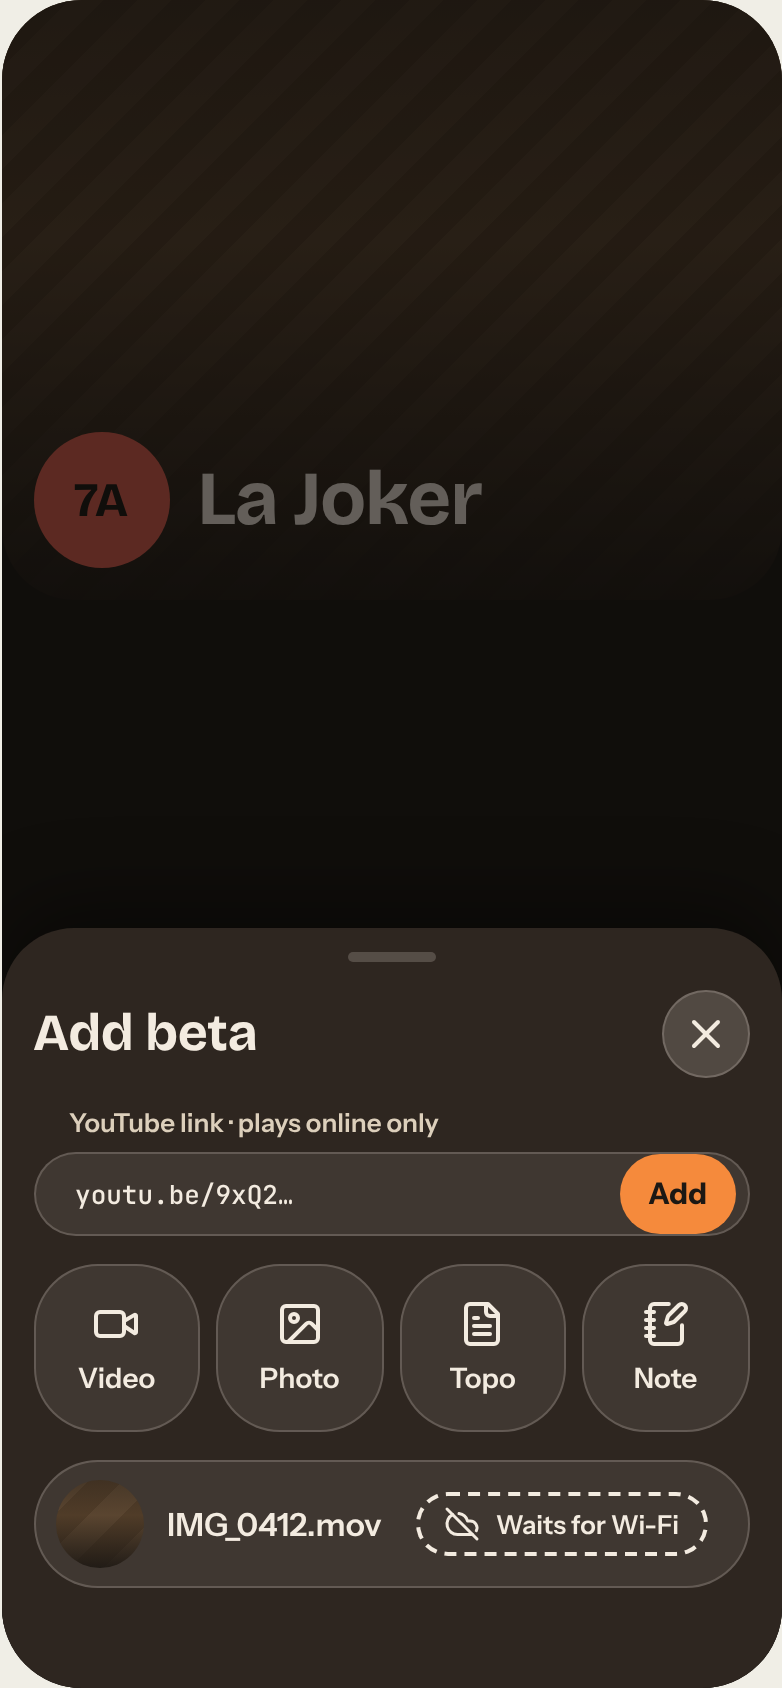 7A
La Joker
Add beta
YouTube link · plays online only
youtu.be/9xQ2…
Add
Video
Photo
Topo
Note
IMG_0412.mov
Waits for Wi-Fi